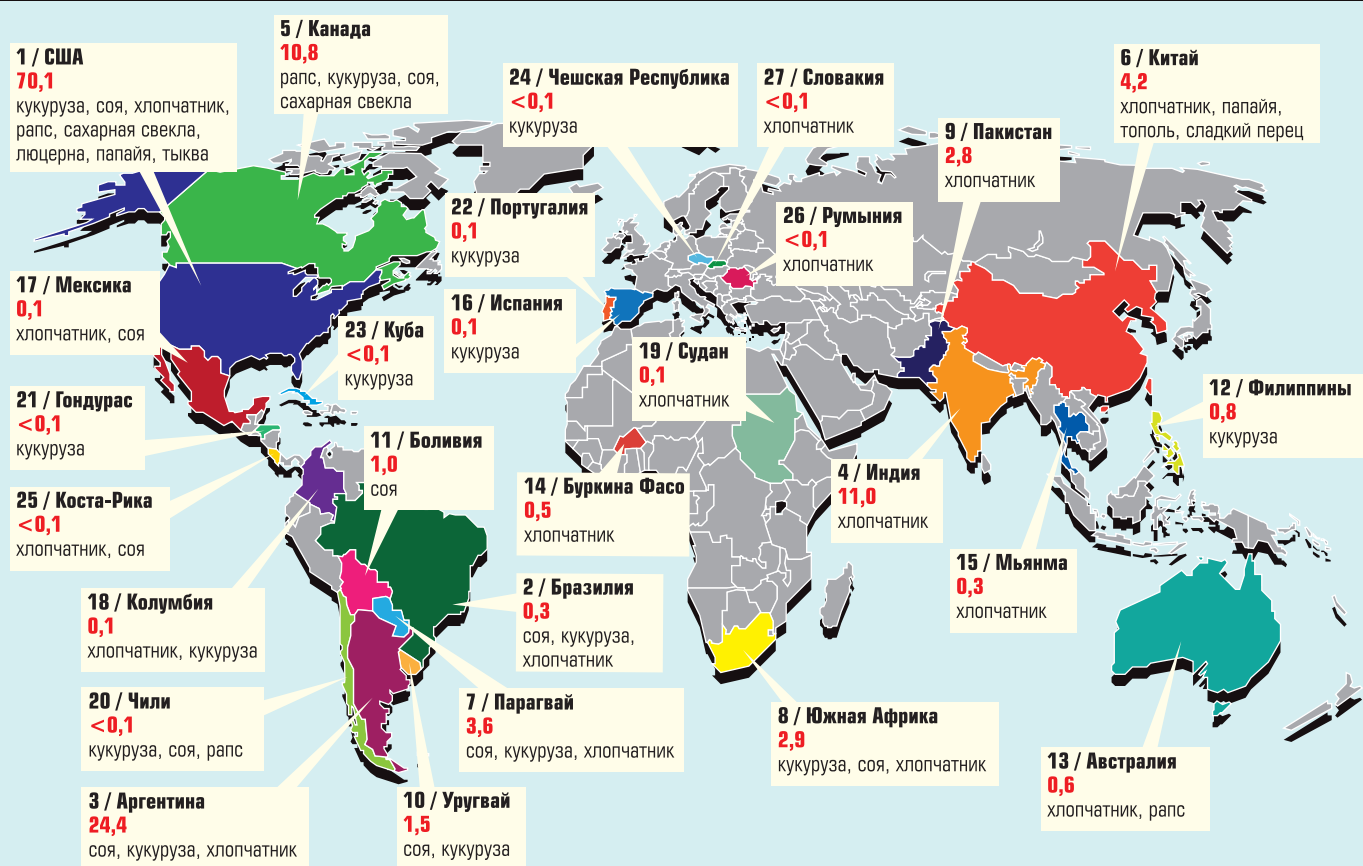 5 / Канада
10,8
рапс, кукуруза, соя,
сахарная свекла
1 / США
70,1
кукуруза, соя, хлопчатник,
рапс, сахарная свекла,
люцерна, папайя, тыква
24 / Чешская Республика
<0,1
кукуруза
27 / Словакия
<0,1
хлопчатник
6 / Китай
4,2
хлопчатник, папайя,
тополь, сладкий перец
9 / Пакистан
2,8
хлопчатник
22 / Португалия
0,1
кукуруза
26 / Румыния
<0,1
хлопчатник
17 / Мексика
0,1
хлопчатник, соя
16 / Испания
0,1
кукуруза
23 / Куба
<0,1
кукуруза
19 / Судан
0,1
хлопчатник
21 / Гондурас
<0,1
кукуруза
12 / Филиппины
0,8
кукуруза
11 / Боливия
1,0
соя
4 / Индия
11,0
хлопчатник
14 / Буркина Фасо
0,5
хлопчатник
25 / Коста-Рика
<0,1
хлопчатник, соя
15 / Мьянма
0,3
хлопчатник
2 / Бразилия
0,3
соя, кукуруза,
хлопчатник
18 / Колумбия
0,1
хлопчатник, кукуруза
20 / Чили
<0,1
кукуруза, соя, рапс
7 / Парагвай
3,6
соя, кукуруза, хлопчатник
8 / Южная Африка
2,9
кукуруза, соя, хлопчатник
13 / Австралия
0,6
хлопчатник, рапс
3 / Аргентина
24,4
соя, кукуруза, хлопчатник
10 / Уругвай
1,5
соя, кукуруза